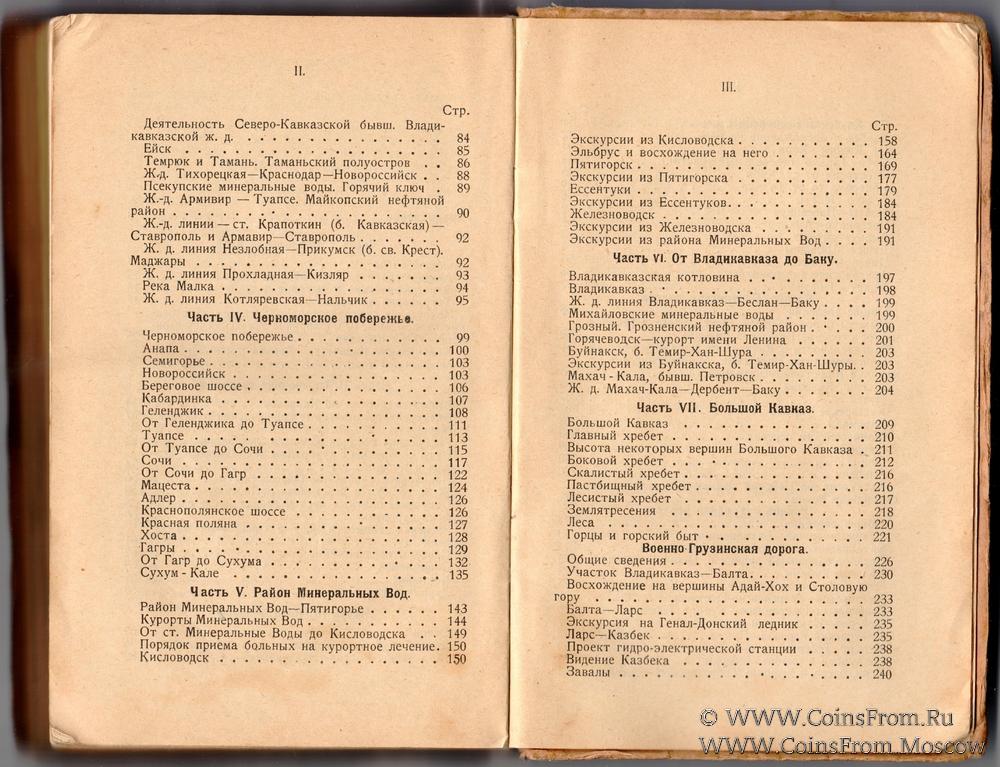 II.
Стр.
Деятельность Северо-Кавказской бывш. Влади-
кавказской ж. д. . . . . . . . . . . . . 84
Ейск . . . . . . . . . . . . . . . . . 85
Темрюк и Тамань. Таманьский полуостров . . 86
Ж.-д. Тихорецкая—Краснодар—Новороссийск . . 88
Псекупские минеральные воды. Горячий ключ . 89
Ж.-д. Армивир — Туапсе. Майкопский нефтяной
район . . . . . . . . . . . . . . . . . 90
Ж.-д. линии — ст. Крапоткин (б. Кавказская) —
Ставрополь и Армавир—Ставрополь . . . . . . 92
Ж. д. линия Незлобная—Прикумск (б. св. Крест).
Маджары . . . . . . . . . . . . . . . . 92
Ж. д. линия Прохладная—Кизляр . . . . . . 93
Река Малка . . . . . . . . . . . . . . . 94
Ж. д. линия Котляревская—Нальчик . . . . . 95
Часть IV. Черноморское побережье.
Черноморское побережье . . . . . . . . . . 99
Анапа . . . . . . . . . . . . . . . . . 100
Семигорье . . . . . . . . . . . . . . . 103
Новороссийск . . . . . . . . . . . . . . 103
Береговое шоссе . . . . . . . . . . . . . 106
Кабардинка . . . . . . . . . . . . . . . 107
Геленджик . . . . . . . . . . . . . . . 108
От Геленджика до Туапсе . . . . . . . . . 111
Туапсе . . . . . . . . . . . . . . . . 113
От Туапсе до Сочи . . . . . . . . . . . . 115
Сочи . . . . . . . . . . . . . . . . . 117
От Сочи до Гагр . . . . . . . . . . . . . 122
Мацеста . . . . . . . . . . . . . . . . 124
Адлер . . . . . . . . . . . . . . . . . 126
Краснополянское шоссе . . . . . . . . . . 126
Красная поляна . . . . . . . . . . . . . 127
Хоста . . . . . . . . . . . . . . . . . 128
Гагры . . . . . . . . . . . . . . . . . 129
От Гагр до Сухума . . . . . . . . . . . . 132
Сухум - Кале . . . . . . . . . . . . . . 135
Часть V. Район Минеральных Вод.
Район Минеральных Вод—Пятигорье . . . . . . 143
Курорты Минеральных Вод . . . . . . . . . 144
От ст. Минеральные Воды до Кисловодска . . 149
Порядок приема больных на курортное лечение. 150
Кисловодск . . . . . . . . . . . . . . . 150
III.
Стр.
Экскурсии из Кисловодска . . . . . . . . . 158
Эльбрус и восхождение на него . . . . . . . 164
Пятигорск . . . . . . . . . . . . . . . 169
Экскурсии из Пятигорска . . . . . . . . . 177
Ессентуки . . . . . . . . . . . . . . . 179
Экскурсии из Ессентуков. . . . . . . . . . 184
Железноводск . . . . . . . . . . . . . . 184
Экскурсии из Железноводска . . . . . . . . 191
Экскурсии из района Минеральных Вод . . . . 191
Часть VI. От Владикавказа до Баку.
Владикавказская котловина . . . . . . . . 197
Владикавказ . . . . . . . . . . . . . . 198
Ж. д. линия Владикавказ—Беслан—Баку . . . . 199
Михайловские минеральные воды . . . . . . 199
Грозный. Грозненский нефтяной район . . . . 200
Горячеводск—курорт имени Ленина . . . . . 201
Буйнакск, б. Темир-Хан-Шура . . . . . . . . 203
Экскурсии из Буйнакска, б. Темир-Хан-Шуры. . 203
Махач - Кала, бывш. Петровск . . . . . . . 203
Ж. д. Махач-Кала—Дербент—Баку . . . . . . . 204
Часть VII. Большой Кавказ.
Большой Кавказ . . . . . . . . . . . . . 209
Главный хребет . . . . . . . . . . . . . 210
Высота некоторых вершин Большого Кавказа . 211
Боковой хребет . . . . . . . . . . . . . 212
Скалистый хребет . . . . . . . . . . . . 216
Пастбищный хребет . . . . . . . . . . . . 216
Лесистый хребет . . . . . . . . . . . . . 217
Землятресения . . . . . . . . . . . . . 218
Леса . . . . . . . . . . . . . . . . . 220
Горцы и горский быт . . . . . . . . . . . 221
Военно-Грузинская дорога.
Общие сведения . . . . . . . . . . . . . 226
Участок Владикавказ—Балта. . . . . . . . . 230
Восхождение на вершины Адай-Хох и Столовую
гору . . . . . . . . . . . . . . . . . 233
Балта—Ларс . . . . . . . . . . . . . . . 233
Экскурсия на Генал-Донский ледник . . . . . 235
Ларс—Казбек . . . . . . . . . . . . . . 235
Проект гидро-электрической станции . . . . 238
Видение Казбека . . . . . . . . . . . . . 238
Завалы . . . . . . . . . . . . . . . . 240
© WWW.CoinsFrom.Ru
WWW.CoinsFrom.Moscow